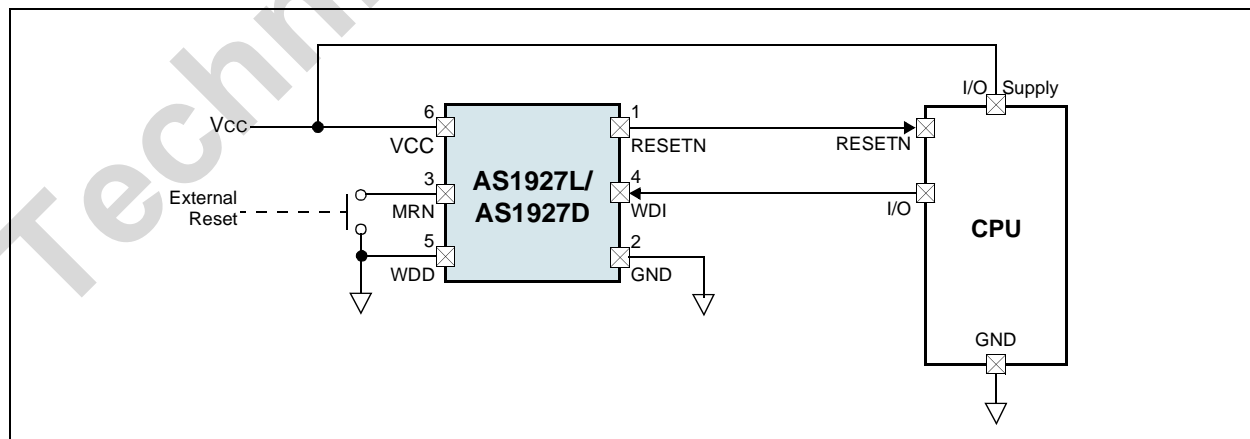 Techni
I/O Supply
VCC
6
VCC
1
RESETN
RESETN
3
MRN
AS1927L/
AS1927D
4
WDI
I/O
External
Reset
CPU
5
WDD
2
GND
GND